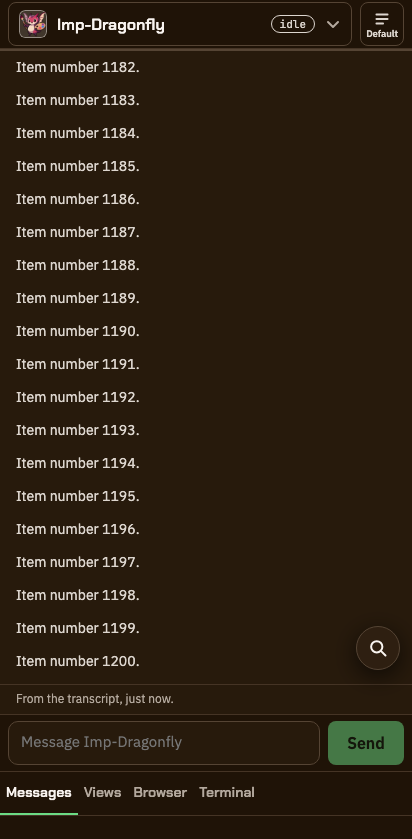 Imp-Dragonfly
idle
Default
Item number 1182.
Item number 1183.
Item number 1184.
Item number 1185.
Item number 1186.
Item number 1187.
Item number 1188.
Item number 1189.
Item number 1190.
Item number 1191.
Item number 1192.
Item number 1193.
Item number 1194.
Item number 1195.
Item number 1196.
Item number 1197.
Item number 1198.
Item number 1199.
Item number 1200.
From the transcript, just now.
Message Imp-Dragonfly
Send
Messages Views Browser Terminal